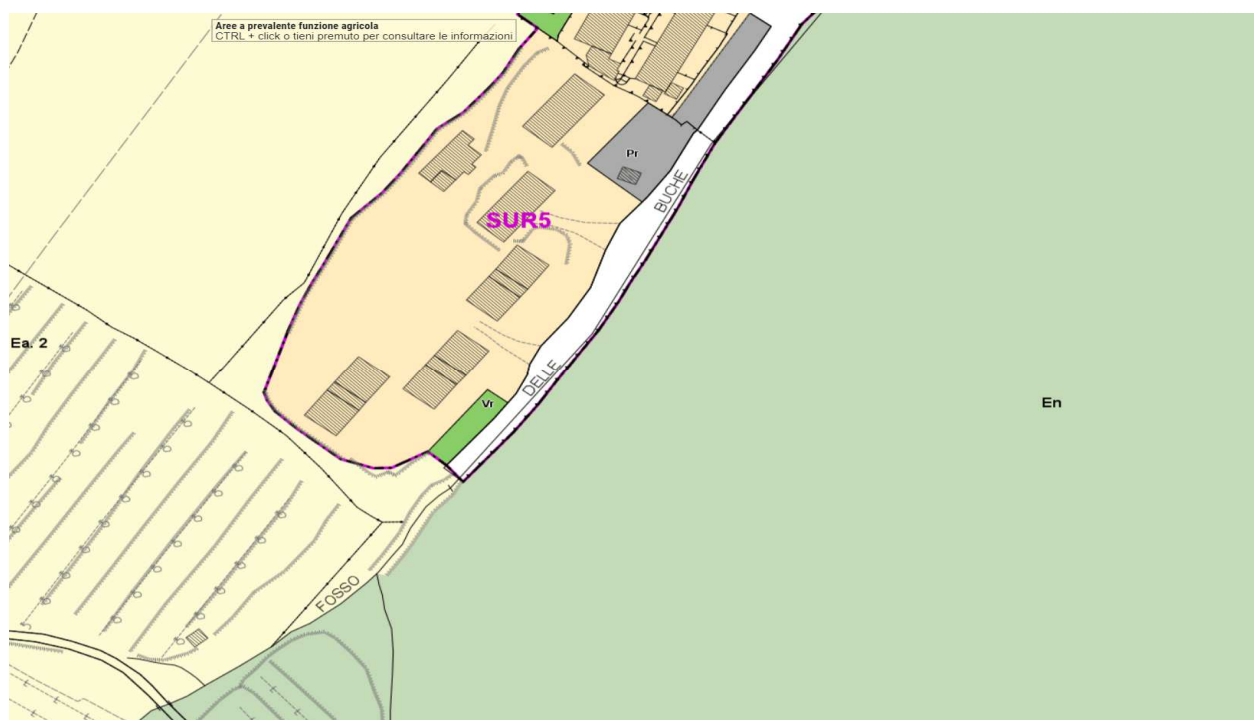 Aree a prevalente funzione agricola
CTRL + click o tieni premuto per consultare le informazioni
Pr
BUCHE
SUR5
Ea. 2
DELLE
Vr
En
FOSSO